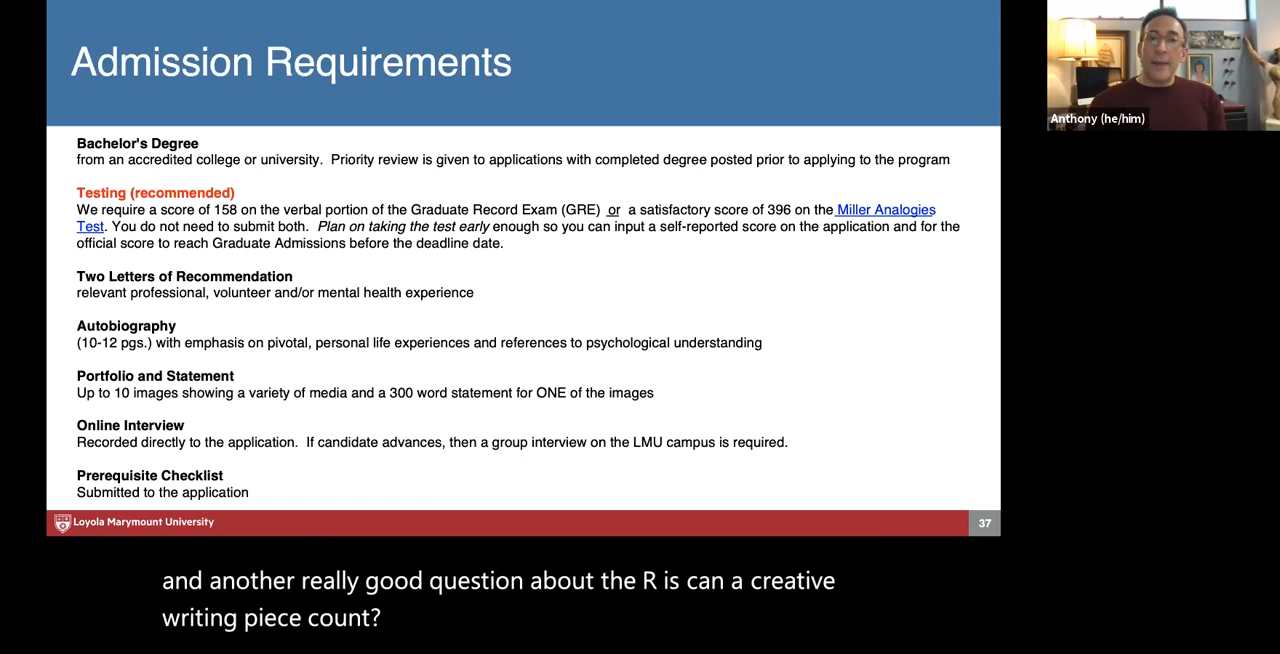 Admission Requirements
Anthony (he/him)
Bachelor's Degree
from an accredited college or university.  Priority review is given to applications with completed degree posted prior to applying to the program
Testing (recommended)
We require a score of 158 on the verbal portion of the Graduate Record Exam (GRE)  or  a satisfactory score of 396 on the Miller Analogies
Test. You do not need to submit both.  Plan on taking the test early enough so you can input a self-reported score on the application and for the
official score to reach Graduate Admissions before the deadline date.
Two Letters of Recommendation
relevant professional, volunteer and/or mental health experience
Autobiography
(10-12 pgs.) with emphasis on pivotal, personal life experiences and references to psychological understanding
Portfolio and Statement
Up to 10 images showing a variety of media and a 300 word statement for ONE of the images
Online Interview
Recorded directly to the application.  If candidate advances, then a group interview on the LMU campus is required.
Prerequisite Checklist
Submitted to the application
Loyola Marymount University
37
and another really good question about the R is can a creative
writing piece count?